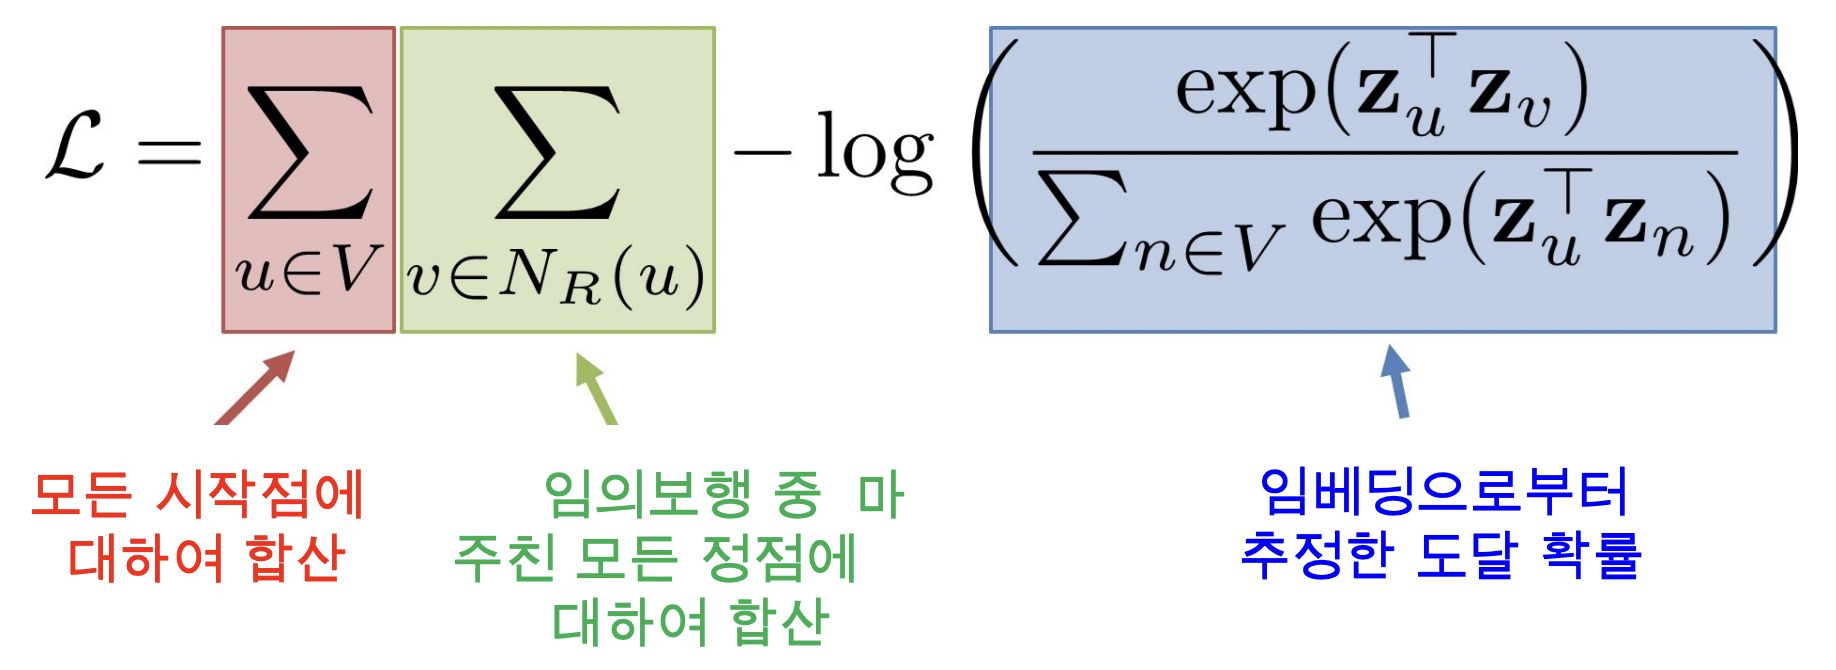 $\mathcal{L} = \sum_{u \in V} \sum_{v \in N_R(u)} -\log\left(\frac{\exp(\mathbf{z}_u^\top \mathbf{z}_v)}{\sum_{n \in V} \exp(\mathbf{z}_u^\top \mathbf{z}_n)}\right)$
모든 시작점에
대하여 합산
임의보행 중 마
주친 모든 정점에
대하여 합산
임베딩으로부터
추정한 도달 확률